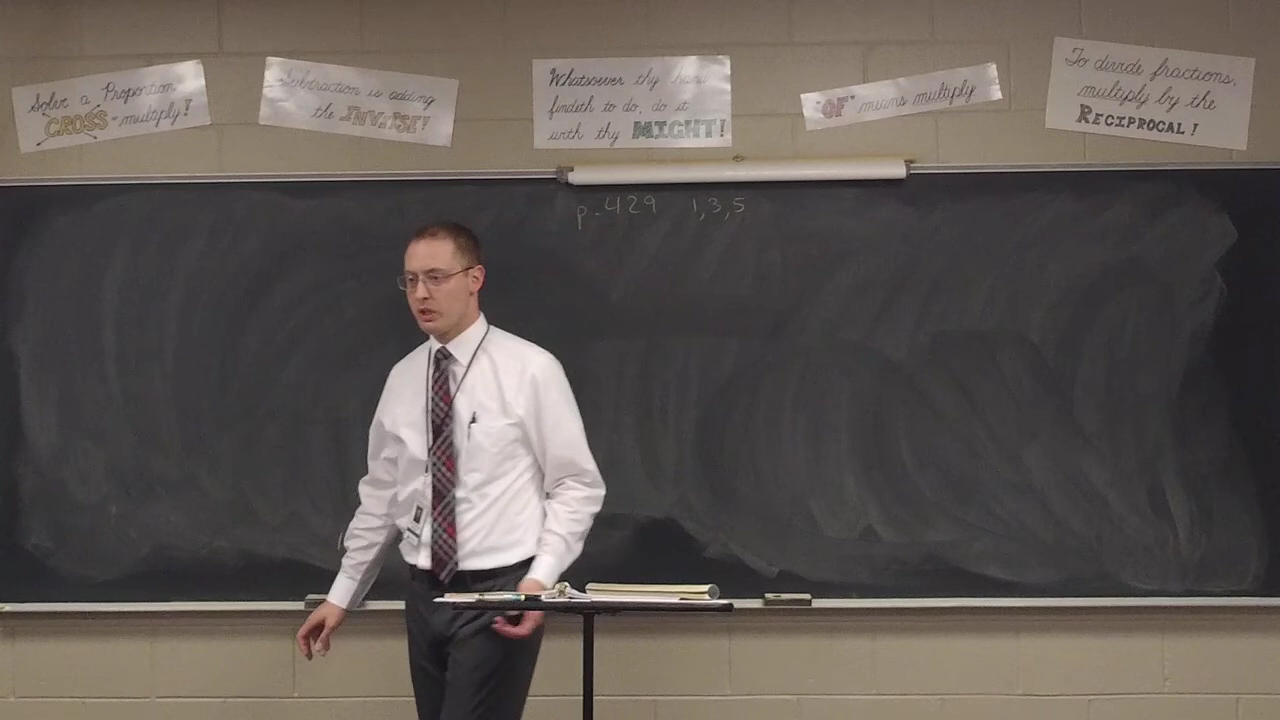 Solve a Proportion
"CROSS"-multiply!
Subtraction is adding
the INVERSE!
Whatsoever thy hand
findeth to do, do it
with thy MIGHT!
"OF" means multiply
To divide fractions,
multiply by the
RECIPROCAL!
p. 429 1,3,5